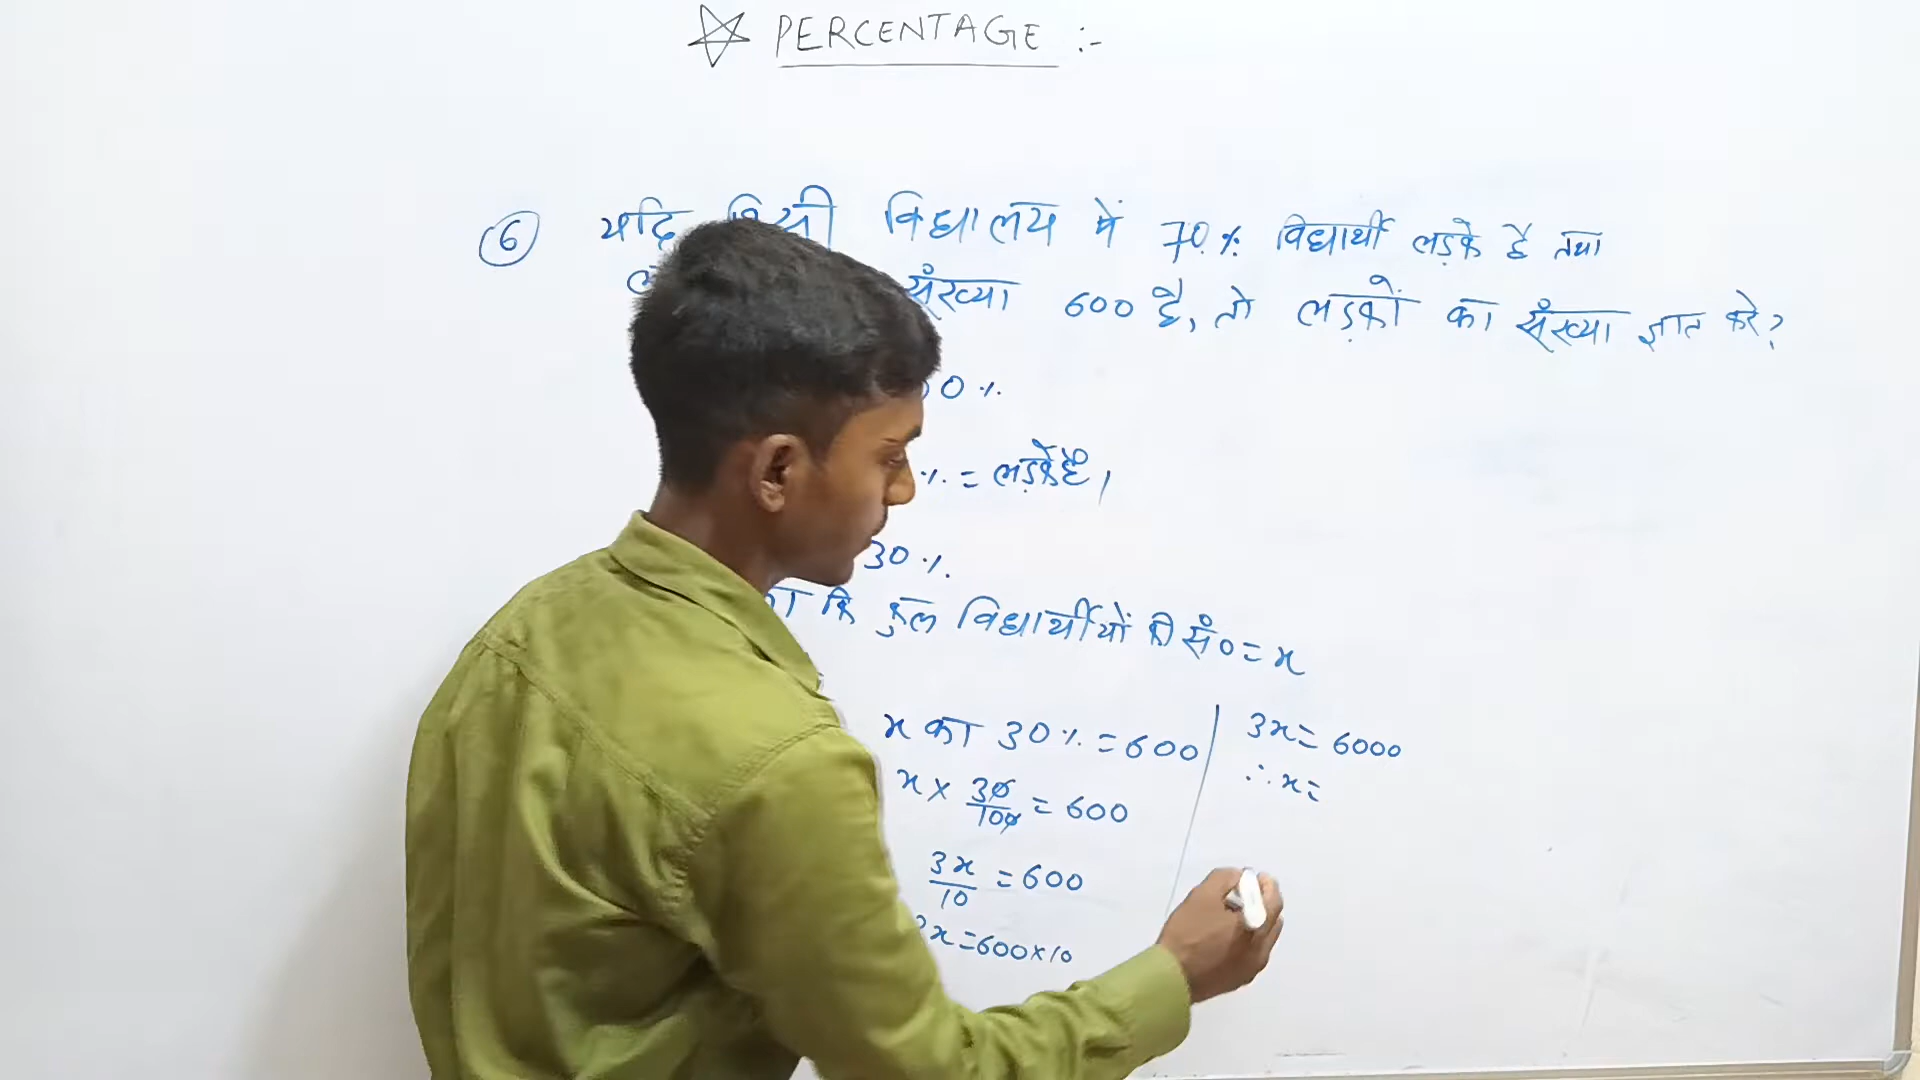 ☆ PERCENTAGE :-
(6) यदि विद्यालय में 70% विद्यार्थी लड़के है तथा
संख्या 600 है, तो लड़कों का संख्या ज्ञात करे?
0%
% = लड़के है।
30%
कि कुल विद्यार्थीयों की सं० = x
x का 30% = 600
x × 30/100 = 600
3x/10 = 600
3x = 600×10
3x = 6000
∴ x =